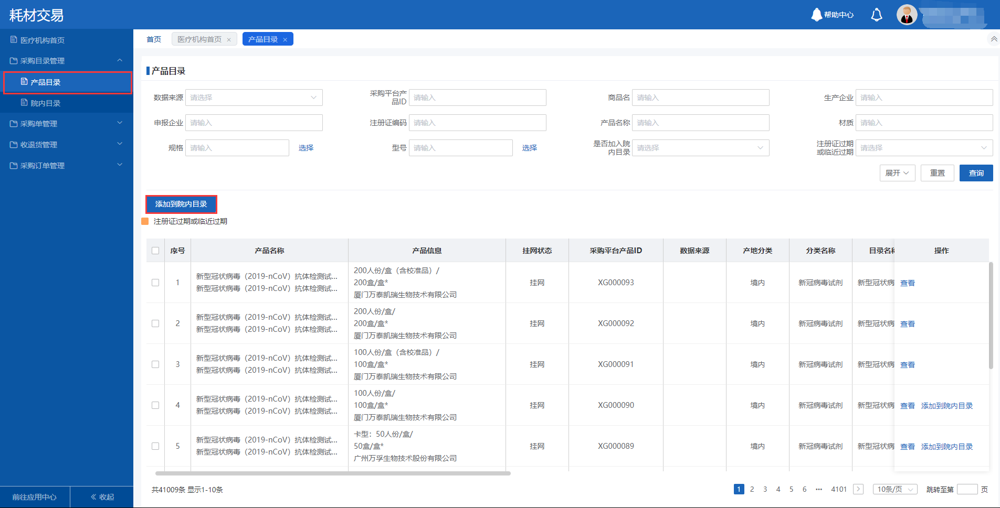 耗材交易
帮助中心
医疗机构首页
采购目录管理
产品目录
院内目录
采购单管理
收退货管理
采购订单管理
前往应用中心
收起
首页 医疗机构首页 × 产品目录 ×
产品目录
数据来源 请选择 采购平台产品ID 请输入 商品名 请输入 生产企业 请输入
申报企业 请输入 注册证编码 请输入 产品名称 请输入 材质 请输入
规格 请输入 选择 型号 请输入 选择 是否加入院内目录 请选择 注册证过期或临近过期 请选择
展开 重置 查询
添加到院内目录
注册证过期或临近过期
序号 产品名称 产品信息 挂网状态 采购平台产品ID 数据来源 产地分类 分类名称 目录名称 操作
1 新型冠状病毒（2019-nCoV）抗体检测试... 200人份/盒（含校准品）/ 挂网 XG000093 境内 新冠病毒试剂 新型冠状病 查看
新型冠状病毒（2019-nCoV）抗体检测试... 200盒/盒*
厦门万泰凯瑞生物技术有限公司
2 新型冠状病毒（2019-nCoV）抗体检测试... 200人份/盒/ 挂网 XG000092 境内 新冠病毒试剂 新型冠状病 查看
新型冠状病毒（2019-nCoV）抗体检测试... 200盒/盒*
厦门万泰凯瑞生物技术有限公司
3 新型冠状病毒（2019-nCoV）抗体检测试... 100人份/盒（含校准品）/ 挂网 XG000091 境内 新冠病毒试剂 新型冠状病 查看
新型冠状病毒（2019-nCoV）抗体检测试... 100盒/盒*
厦门万泰凯瑞生物技术有限公司
4 新型冠状病毒（2019-nCoV）抗体检测试... 100人份/盒/ 挂网 XG000090 境内 新冠病毒试剂 新型冠状病 查看 添加到院内目录
新型冠状病毒（2019-nCoV）抗体检测试... 100盒/盒*
厦门万泰凯瑞生物技术有限公司
5 新型冠状病毒（2019-nCoV）抗体检测试... 卡型：50人份/盒/ 挂网 XG000089 境内 新冠病毒试剂 新型冠状病 查看 添加到院内目录
新型冠状病毒（2019-nCoV）抗体检测试... 50盒/盒*
广州万孚生物技术股份有限公司
共41009条 显示1-10条 1 2 3 4 5 6 ••• 4101 10条/页 跳转至第 页